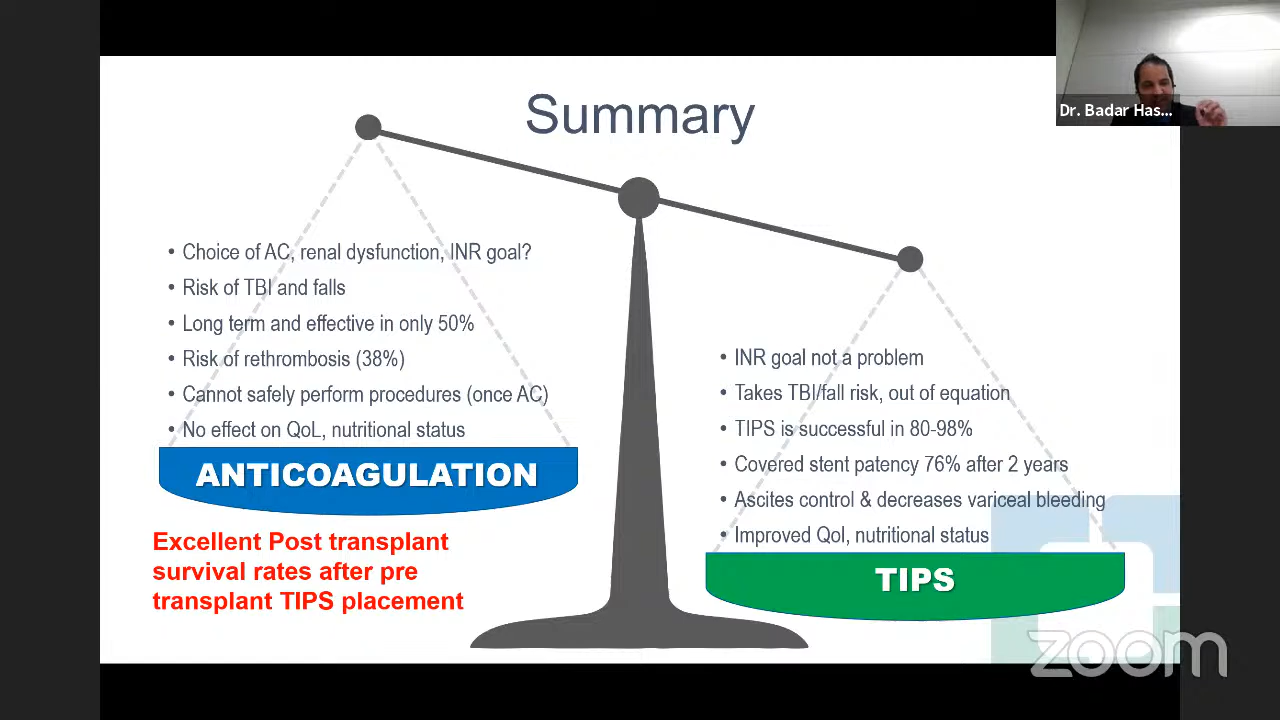 Dr. Badar Has...
Summary
• Choice of AC, renal dysfunction, INR goal?
• Risk of TBI and falls
• Long term and effective in only 50%
• Risk of rethrombosis (38%)
• Cannot safely perform procedures (once AC)
• No effect on QoL, nutritional status
ANTICOAGULATION
Excellent Post transplant
survival rates after pre
transplant TIPS placement
• INR goal not a problem
• Takes TBI/fall risk, out of equation
• TIPS is successful in 80-98%
• Covered stent patency 76% after 2 years
• Ascites control & decreases variceal bleeding
• Improved Qol, nutritional status
TIPS
zoom